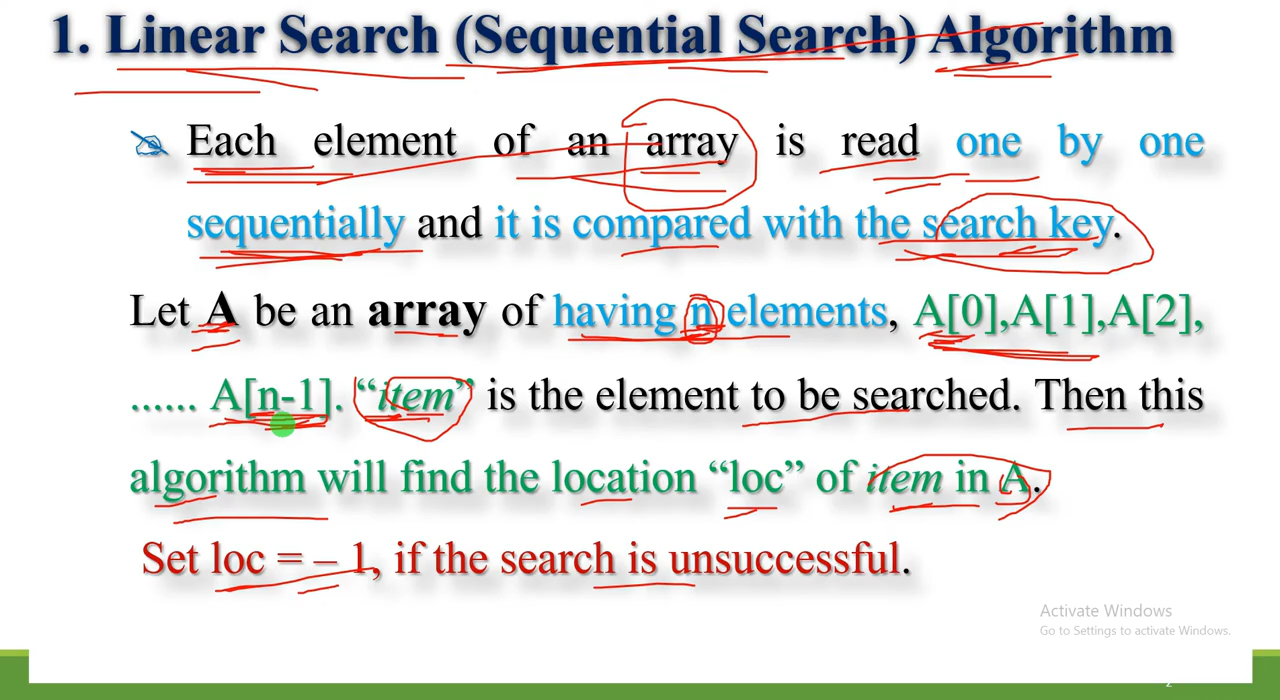 1. Linear Search (Sequential Search) Algorithm
Each element of an array is read one by one
sequentially and it is compared with the search key.
Let A be an array of having n elements, A[0],A[1],A[2],
...... A[n-1]. “item” is the element to be searched. Then this
algorithm will find the location “loc” of item in A.
Set loc = – 1, if the search is unsuccessful.
Activate Windows
Go to Settings to activate Windows.
2